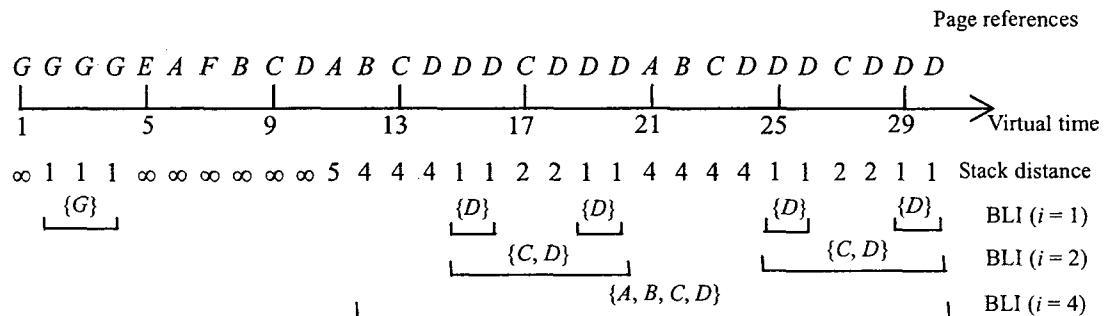 Page references
G G G G E A F B C D A B C D D D C D D D A B C D D D C D D D
1 5 9 13 17 21 25 29 Virtual time
∞ 1 1 1 ∞ ∞ ∞ ∞ ∞ ∞ 5 4 4 4 1 1 2 2 1 1 4 4 4 4 1 1 2 2 1 1 Stack distance
{G} {D} {D} {D} {D} BLI (i = 1)
{C, D} {C, D} BLI (i = 2)
{A, B, C, D} BLI (i = 4)